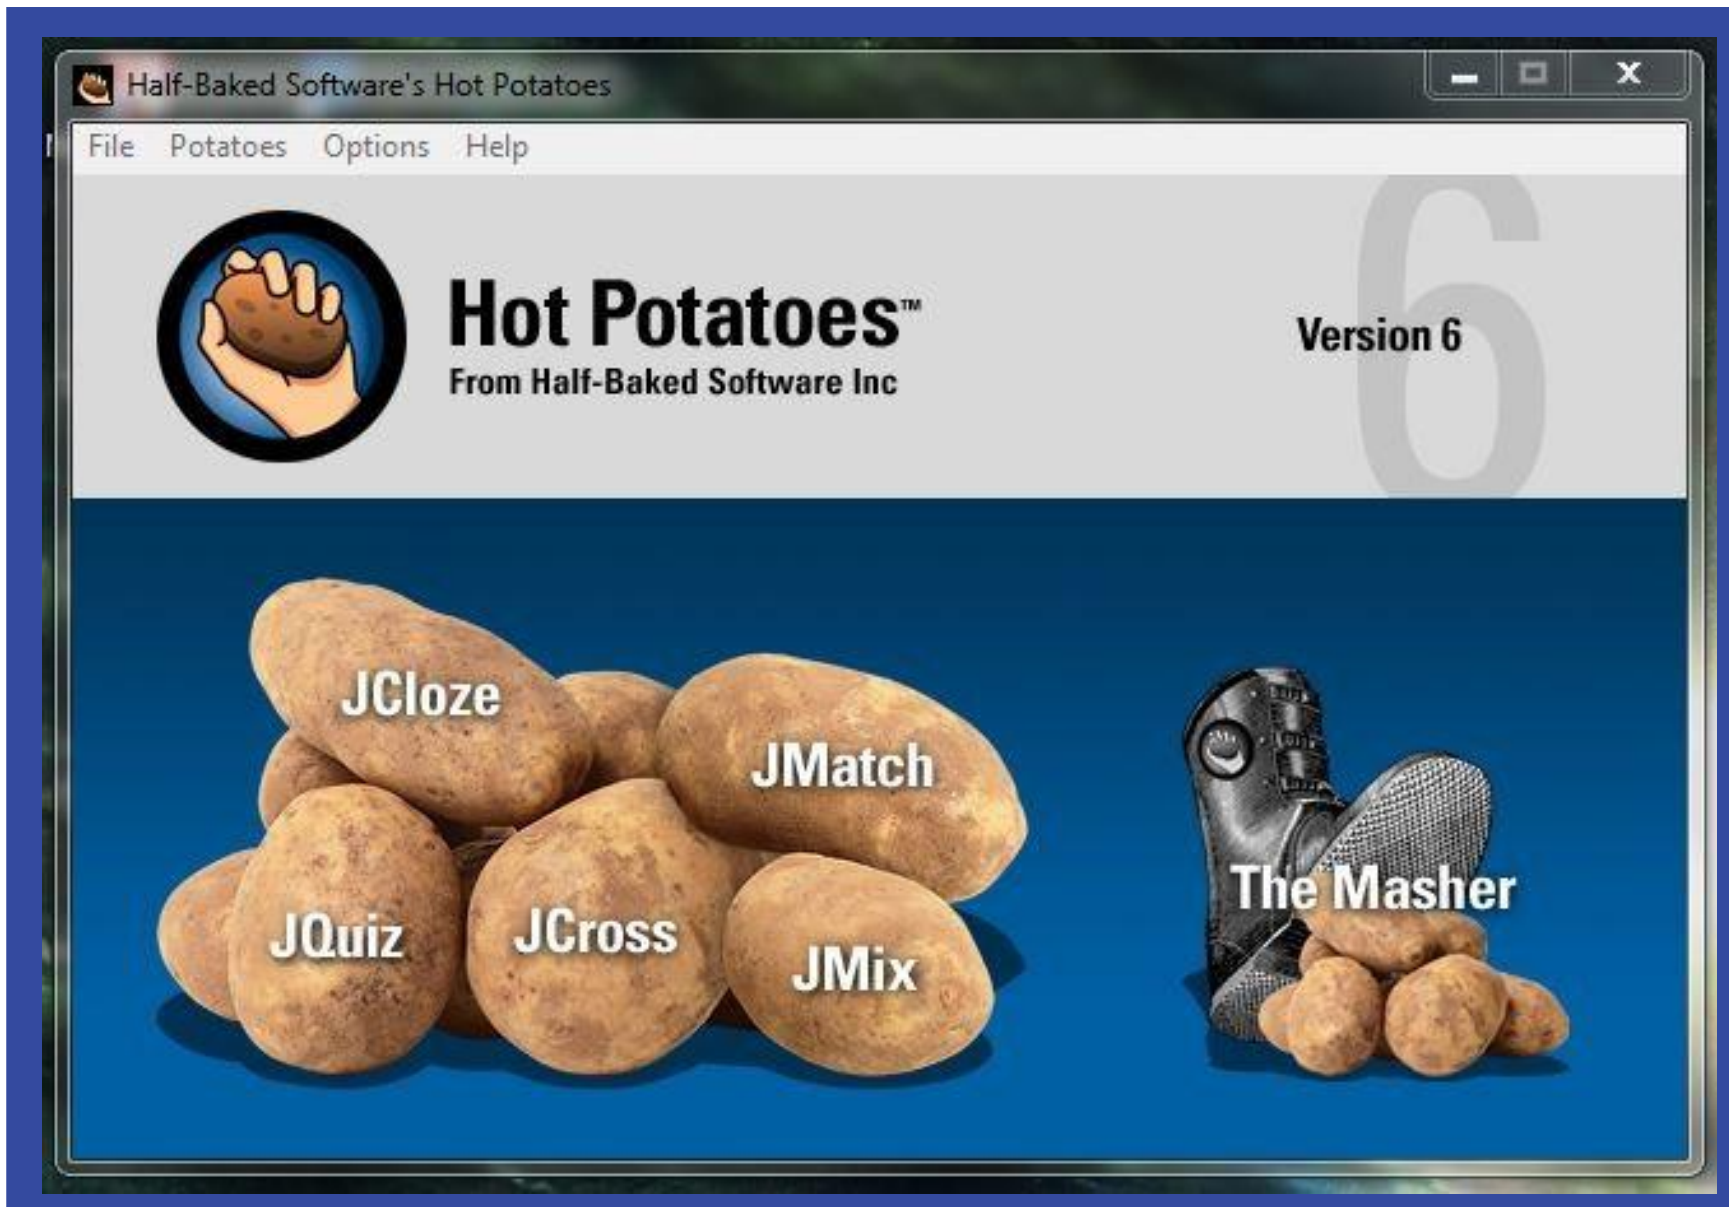 Half-Baked Software's Hot Potatoes
File Potatoes Options Help
Hot Potatoes™
From Half-Baked Software Inc
6
Version 6
JCloze
JMatch
The Masher
JQuiz
JCross
JMix